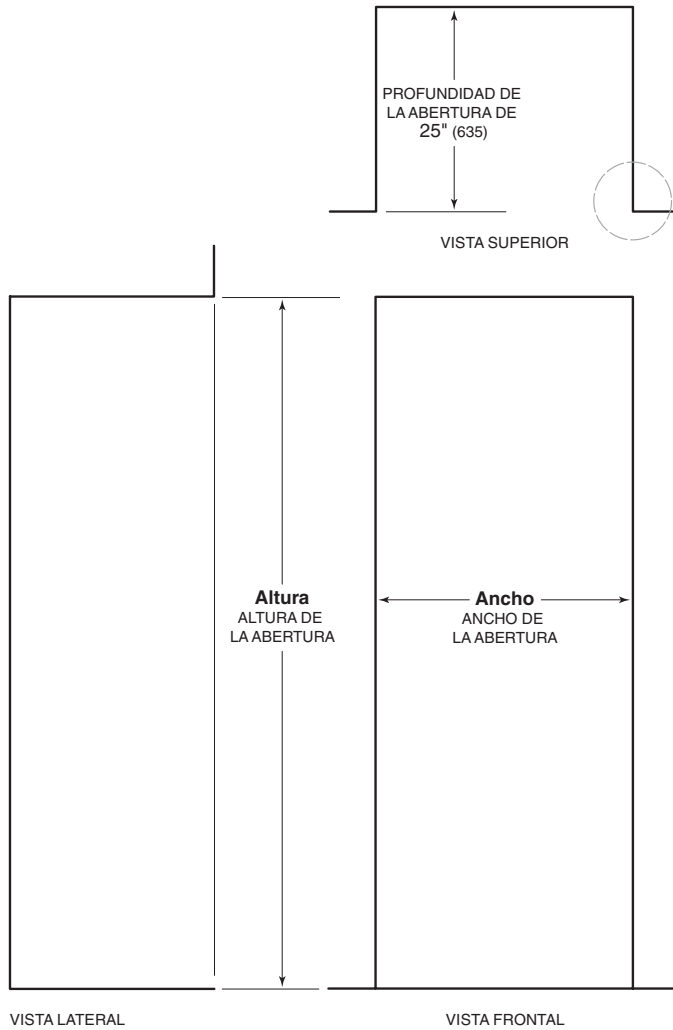 PROFUNDIDAD DE
LA ABERTURA DE
25" (635)
VISTA SUPERIOR
Altura
ALTURA DE
LA ABERTURA
Ancho
ANCHO DE
LA ABERTURA
VISTA LATERAL
VISTA FRONTAL